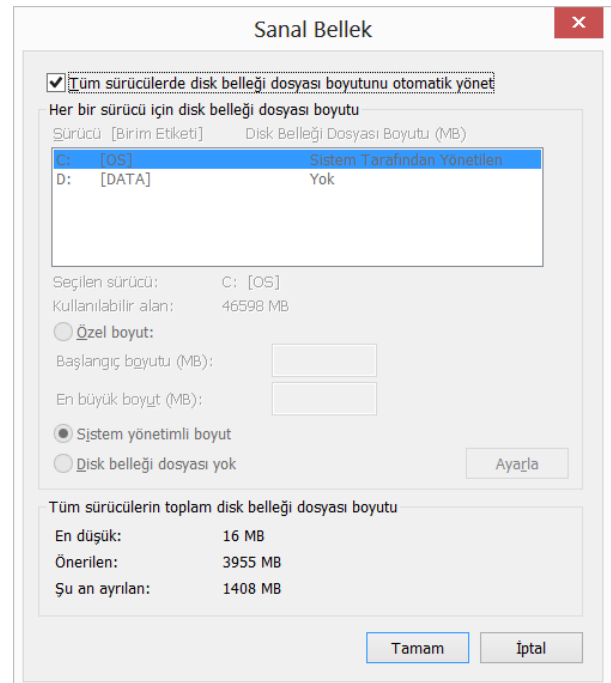 Sanal Bellek
Tüm sürücülerde disk belleği dosyası boyutunu otomatik yönet
Her bir sürücü için disk belleği dosyası boyutu
Sürücü [Birim Etiketi] Disk Belleği Dosyası Boyutu (MB)
C: [OS] Sistem Tarafından Yönetilen
D: [DATA] Yok
Seçilen sürücü: C: [OS]
Kullanılabilir alan: 46598 MB
Özel boyut:
Başlangıç boyutu (MB):
En büyük boyut (MB):
Sistem yönetimli boyut
Disk belleği dosyası yok Ayarla
Tüm sürücülerin toplam disk belleği dosyası boyutu
En düşük: 16 MB
Önerilen: 3955 MB
Şu an ayrılan: 1408 MB
Tamam İptal